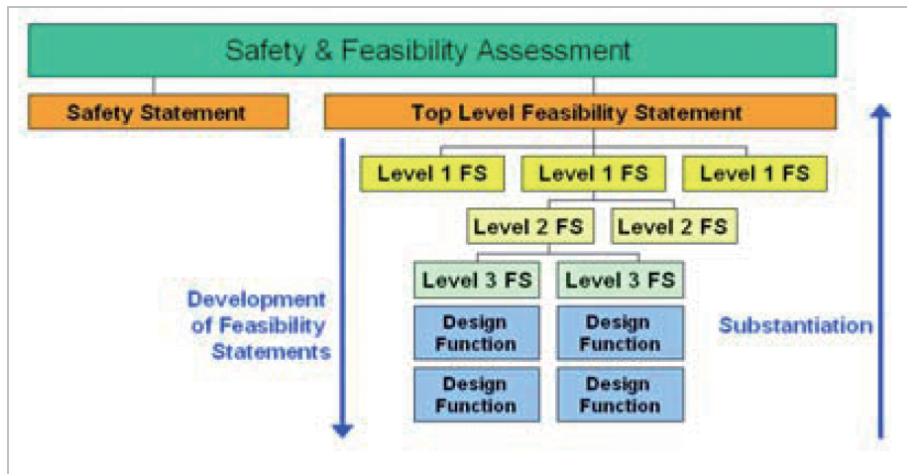 Safety & Feasibility Assessment
Safety Statement
Top Level Feasibility Statement
Level 1 FS
Level 1 FS
Level 1 FS
Level 2 FS
Level 2 FS
Level 3 FS
Level 3 FS
Development
of Feasibility
Statements
Design
Function
Design
Function
Substantiation
Design
Function
Design
Function